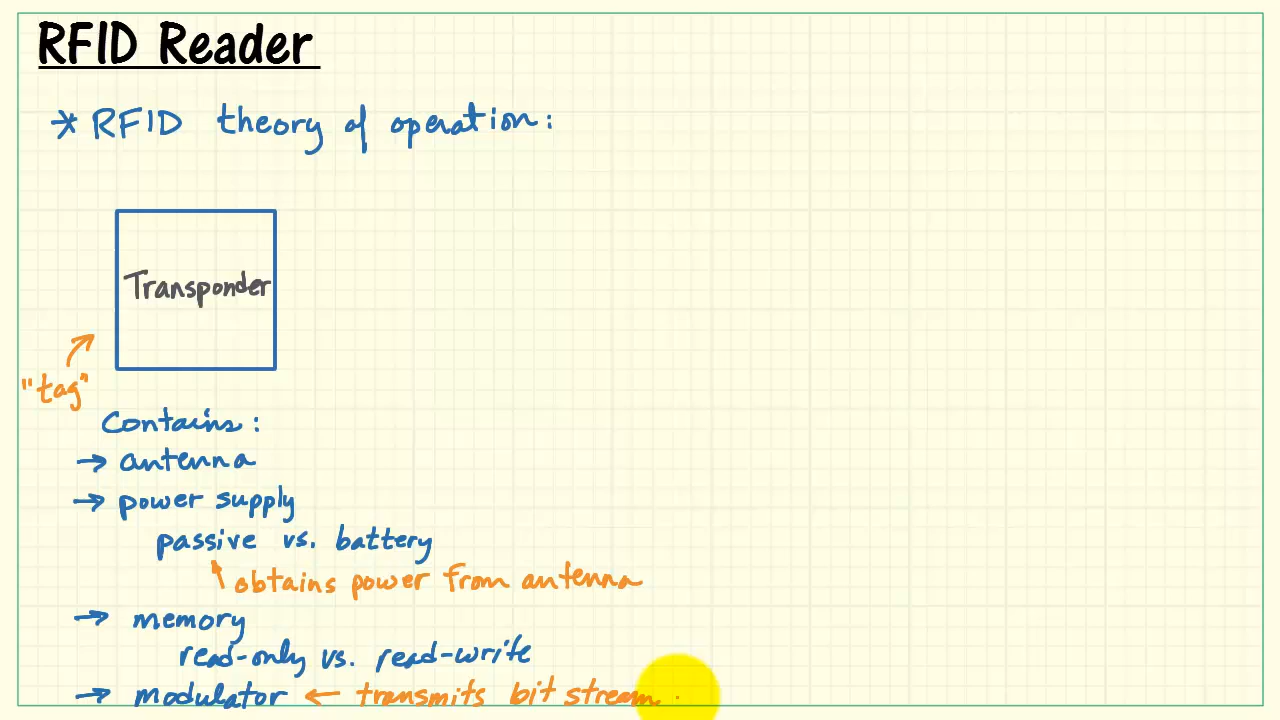 RFID Reader
* RFID theory of operation:
Transponder
"tag"
Contains:
→ antenna
→ power supply
passive vs. battery
obtains power from antenna
→ memory
read-only vs. read-write
→ modulator ← transmits bit stream